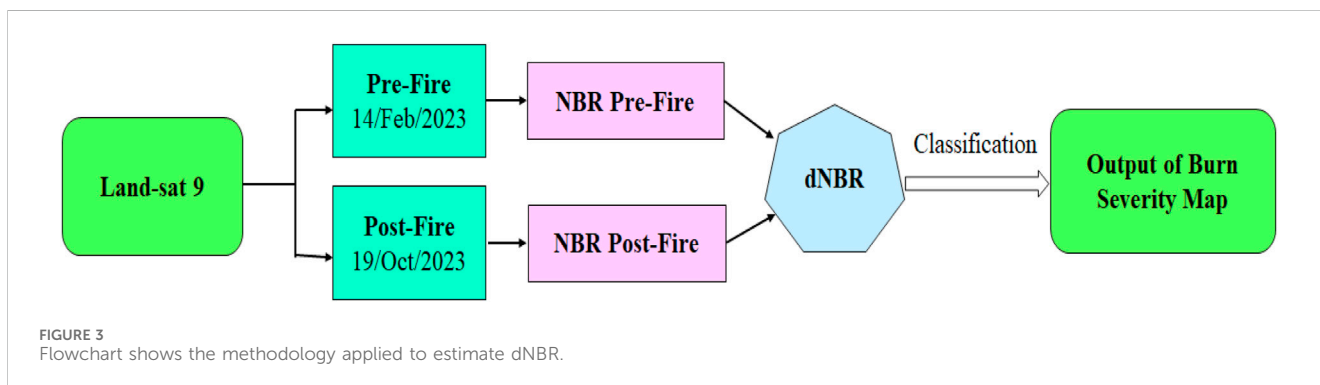 Land-sat 9
Pre-Fire
14/Feb/2023
Post-Fire
19/Oct/2023
NBR Pre-Fire
NBR Post-Fire
dNBR
Classification
Output of Burn
Severity Map
FIGURE 3
Flowchart shows the methodology applied to estimate dNBR.